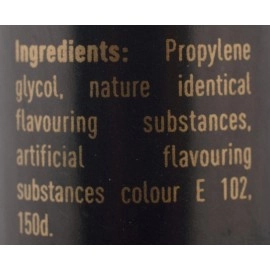 Ingredients: Propylene
glycol, nature identical
flavouring substances,
artificial flavouring
substances colour E 102,
150d.